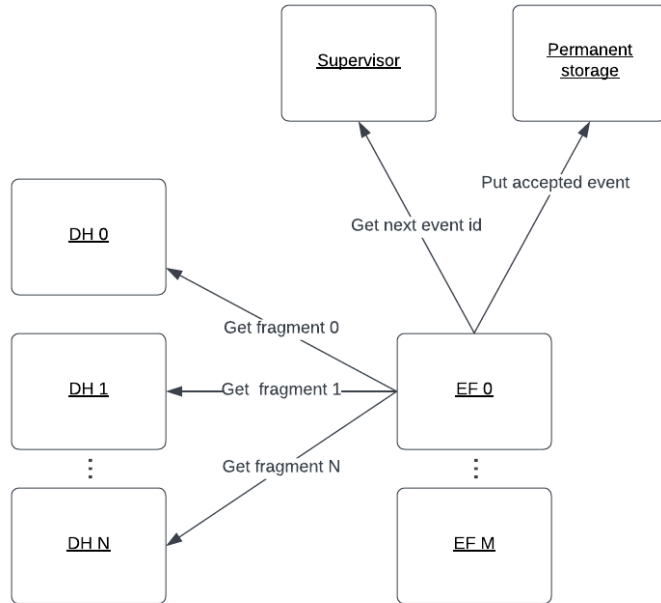 Supervisor
Permanent
storage
Put accepted event
Get next event id
DH 0
Get fragment 0
DH 1
Get fragment 1
EF 0
Get fragment N
DH N
EF M